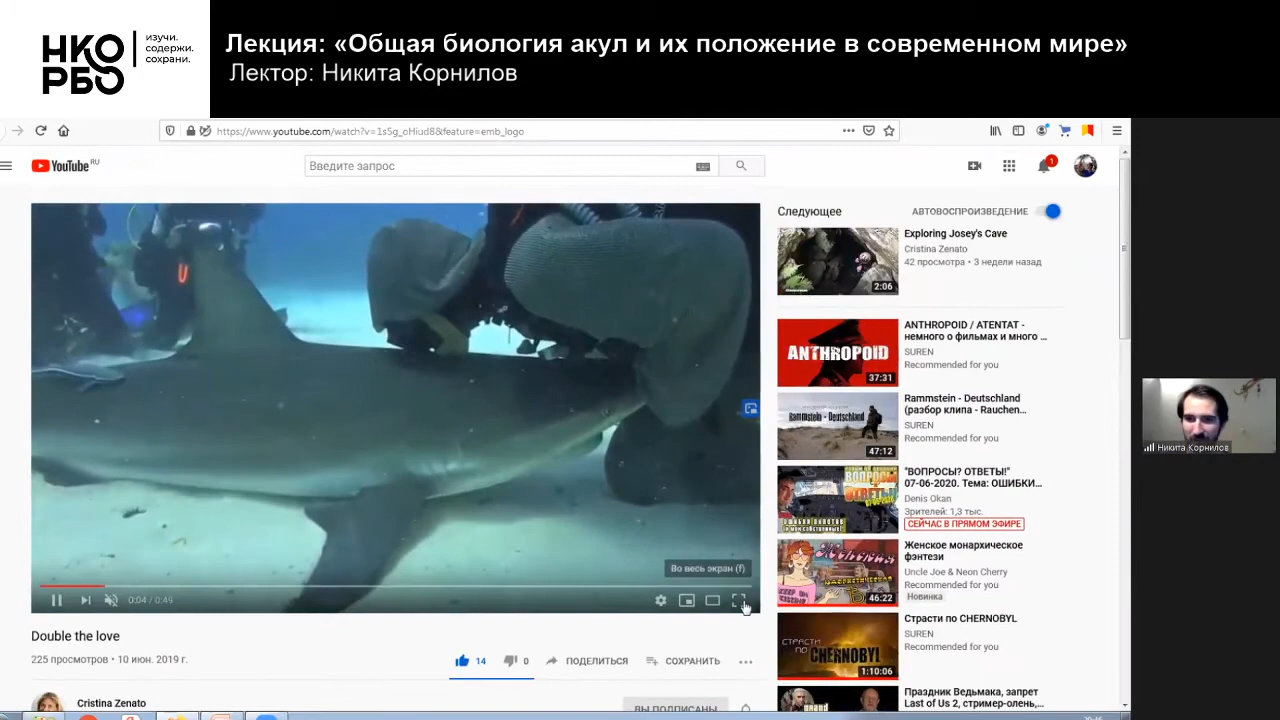 НКО РБО
изучи.
содержи.
сохрани.
Лекция: «Общая биология акул и их положение в современном мире»
Лектор: Никита Корнилов
https://www.youtube.com/watch?v=1s5g_oHiud8&feature=emb_logo
YouTube RU
Введите запрос
1
Следующее
АВТОВОСПРОИЗВЕДЕНИЕ
Exploring Josey's Cave
Cristina Zenato
42 просмотра • 3 недели назад
2:06
ANTHROPOID / ATENTAT -
немного о фильмах и много ...
SUREN
Recommended for you
ANTHROPOID
37:31
Rammstein - Deutschland
(разбор клипа - Rauchen...
SUREN
Recommended for you
Rammstein - Deutschland
47:12
"ВОПРОСЫ? ОТВЕТЫ!"
07-06-2020. Тема: ОШИБКИ...
Denis Okan
Зрителей: 1,3 тыс.
СЕЙЧАС В ПРЯМОМ ЭФИРЕ
Женское монархическое
фэнтези
Uncle Joe & Neon Cherry
Recommended for you
Новинка
46:22
Страсти по CHERNOBYL
SUREN
Recommended for you
СТРАСТИ
ПО CHERNOBYL
1:10:06
Праздник Ведьмака, запрет
Last of Us 2, стример-олень,...
Во весь экран (f)
0:04 / 0:49
Double the love
225 просмотров • 10 июн. 2019 г.
14
0
ПОДЕЛИТЬСЯ
СОХРАНИТЬ
Cristina Zenato
ВЫ ПОДПИСАНЫ
Никита Корнилов